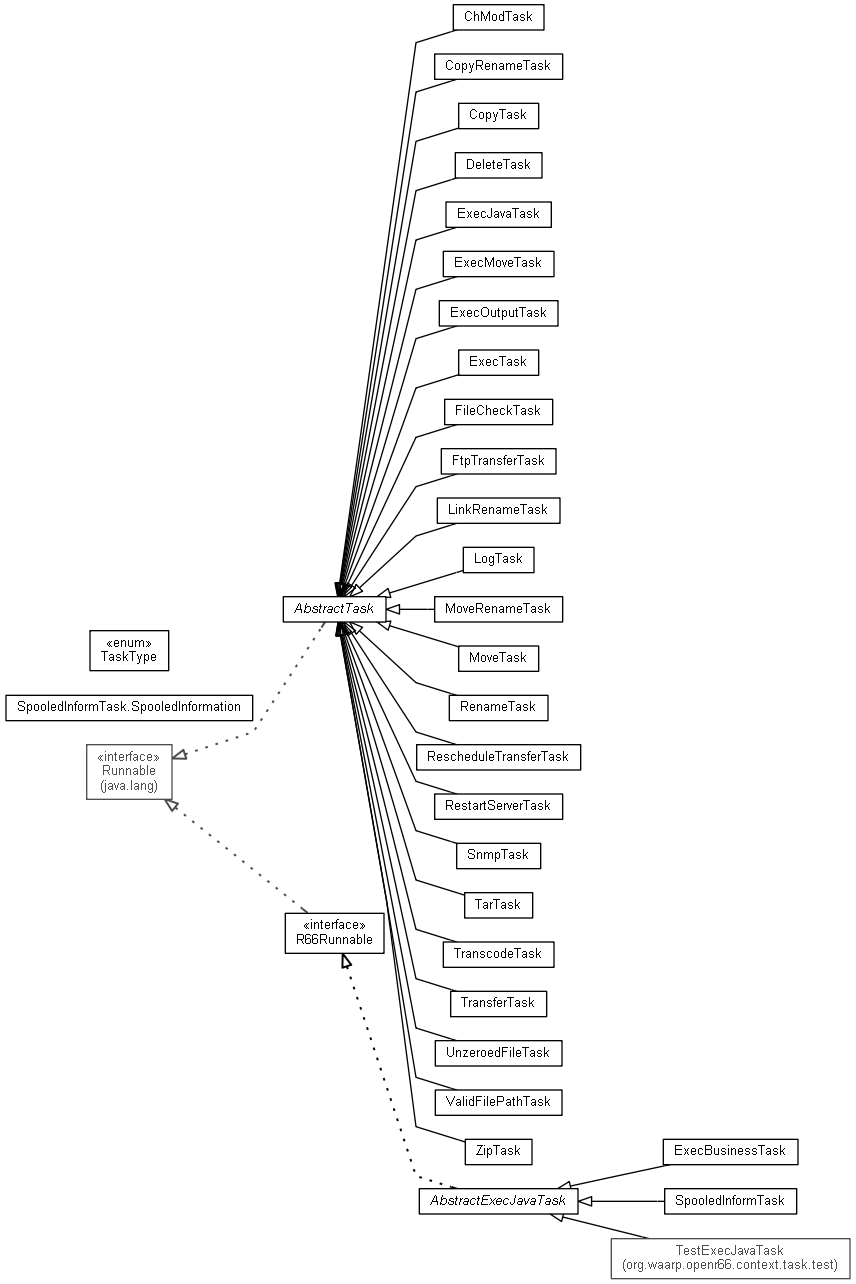 ChModTask
CopyRenameTask
CopyTask
DeleteTask
ExecJavaTask
ExecMoveTask
ExecOutputTask
ExecTask
FileCheckTask
FtpTransferTask
LinkRenameTask
LogTask
AbstractTask
MoveRenameTask
«enum»
TaskType
MoveTask
SpooledInformTask.SpooledInformation
RenameTask
«interface»
Runnable
(java.lang)
RescheduleTransferTask
RestartServerTask
SnmpTask
TarTask
«interface»
R66Runnable
TranscodeTask
TransferTask
UnzeroedFileTask
ValidFilePathTask
ZipTask
ExecBusinessTask
AbstractExecJavaTask
SpooledInformTask
TestExecJavaTask
(org.waarp.openr66.context.task.test)